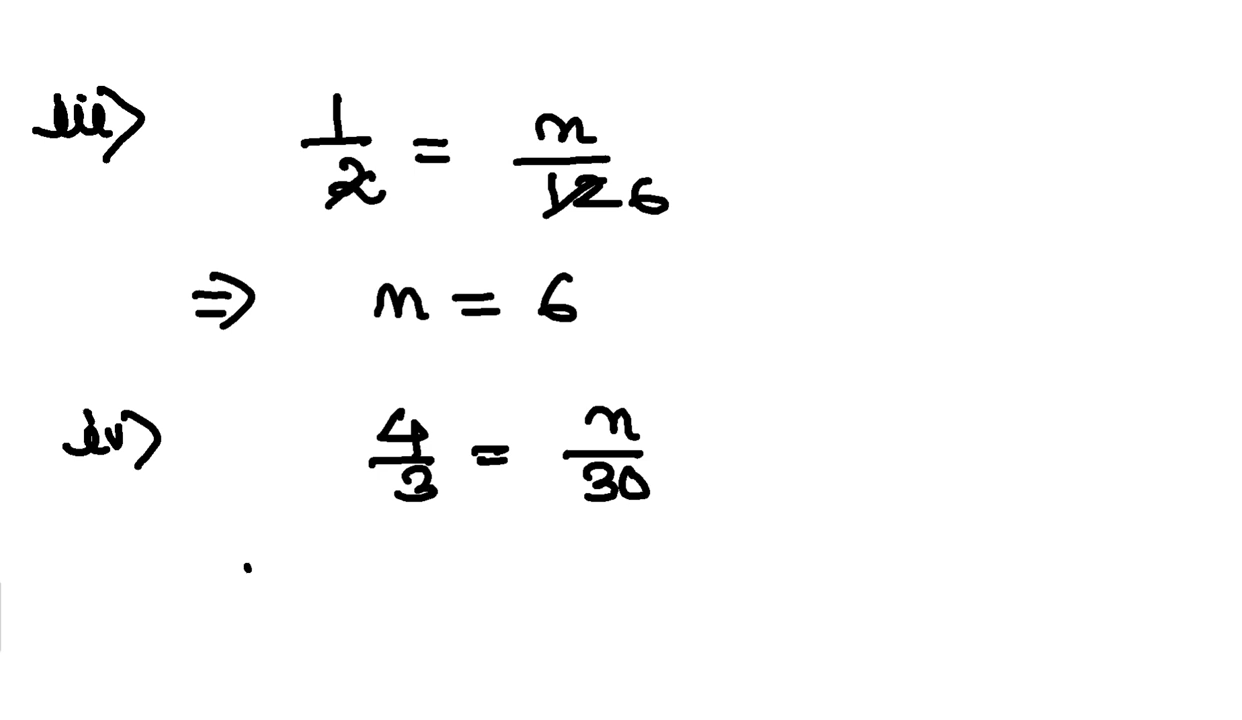 iii> 1/2 = n/12 6
⇒ n = 6
iv> 4/3 = n/30
.